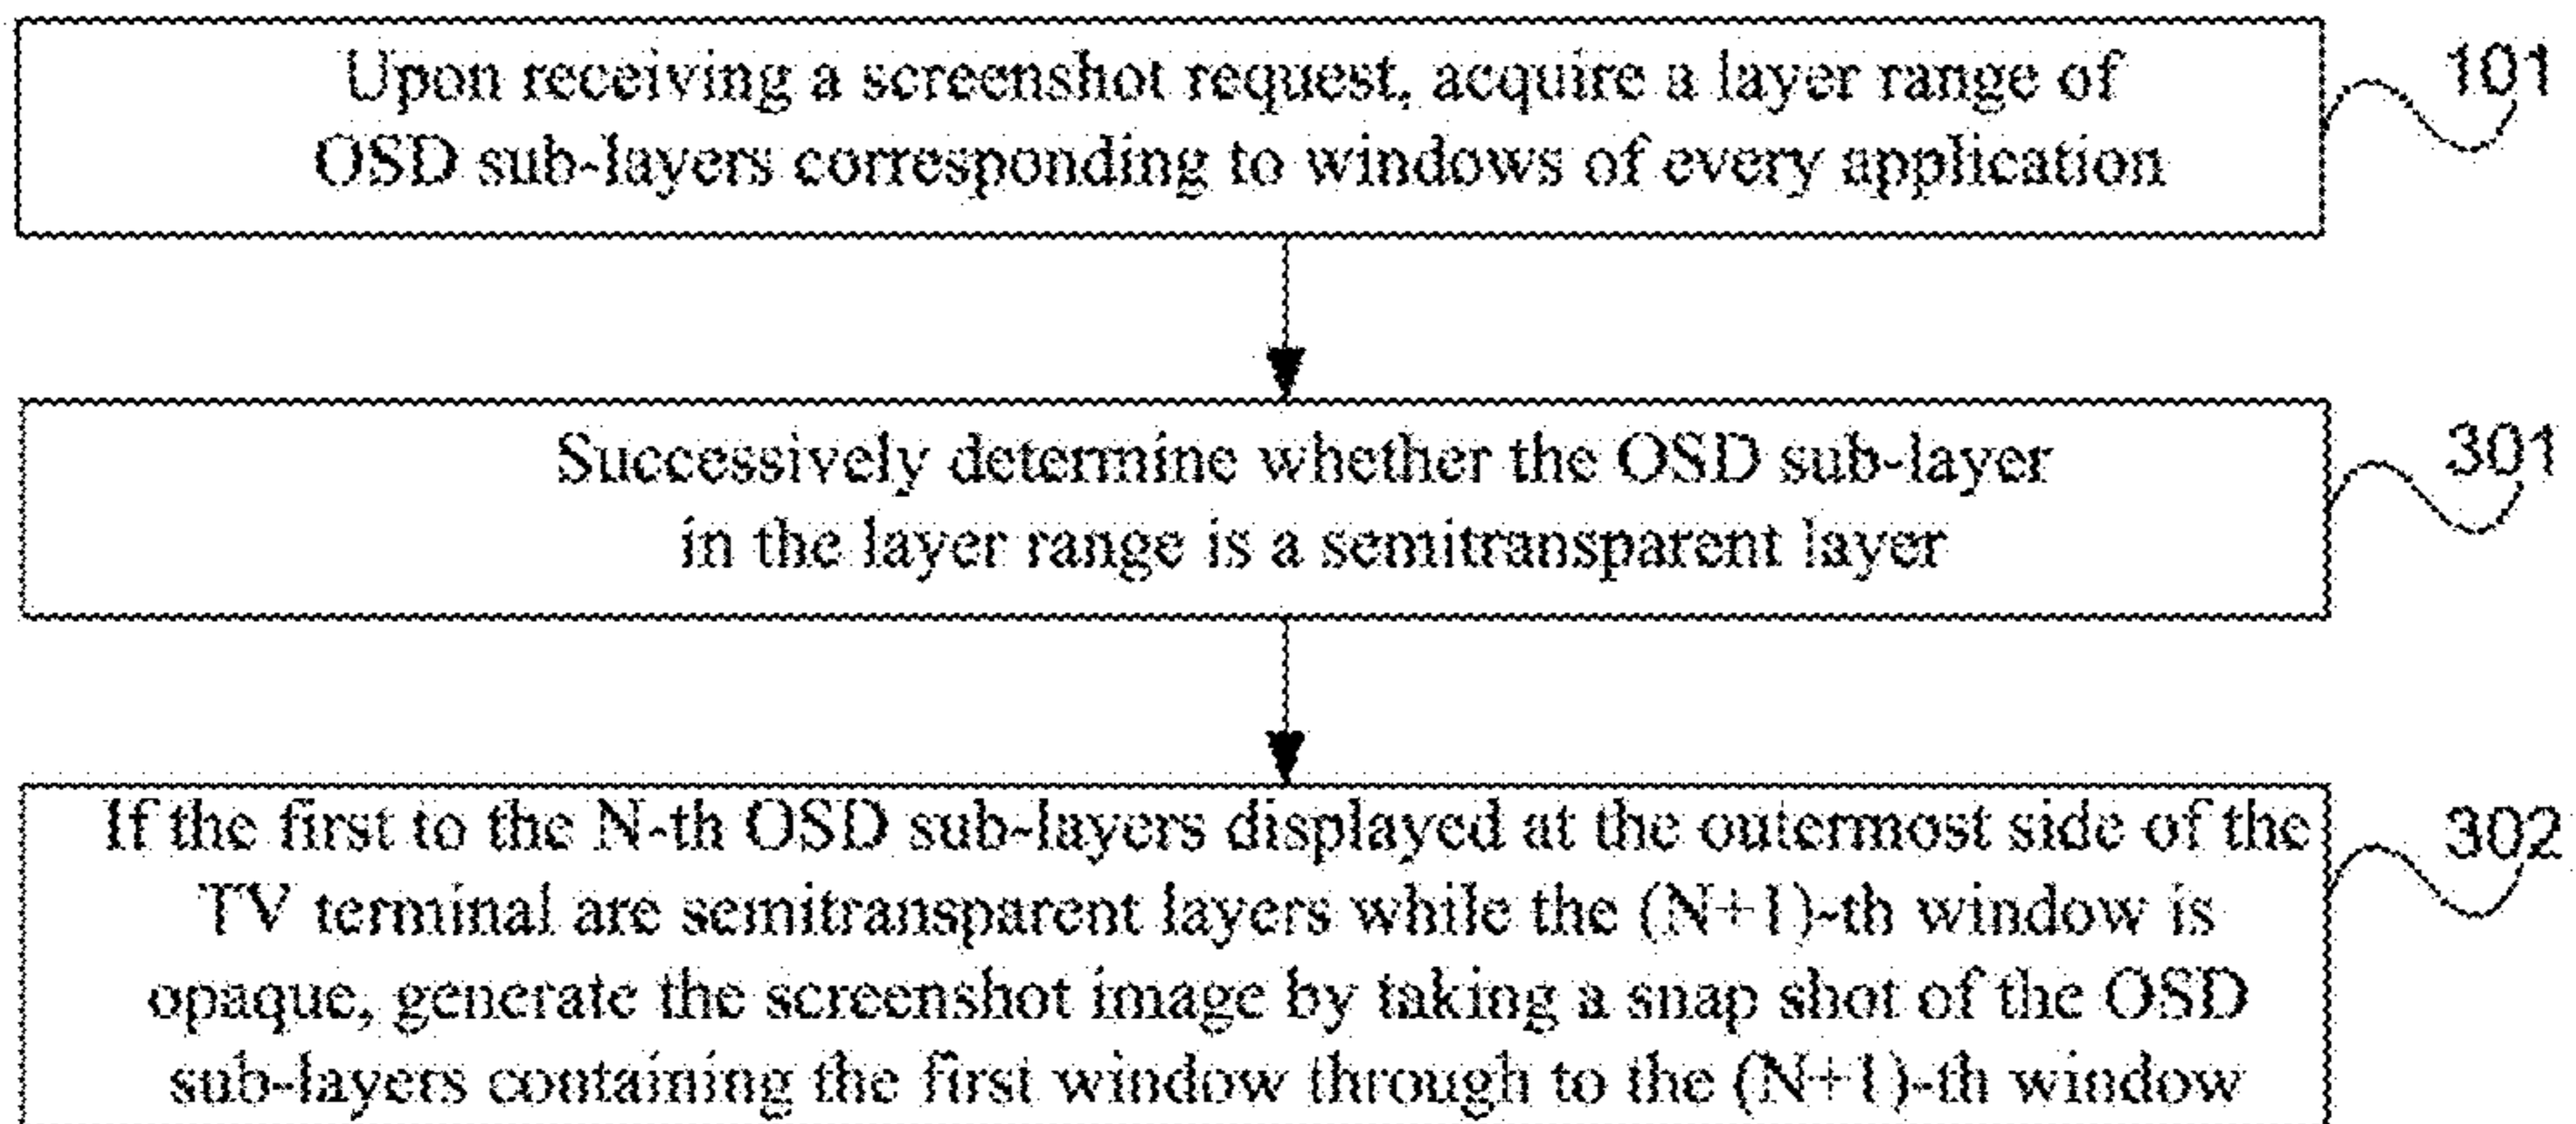 Upon receiving a screenshot request, acquire a layer range of
OSD sub-layers corresponding to windows of every application
101
Successively determine whether the OSD sub-layer
in the layer range is a semitransparent layer
301
If the first to the N-th OSD sub-layers displayed at the outermost side of the
TV terminal are semitransparent layers while the (N+1)-th window is
opaque, generate the screenshot image by taking a snap shot of the OSD
sub-layers containing the first window through to the (N+1)-th window
302